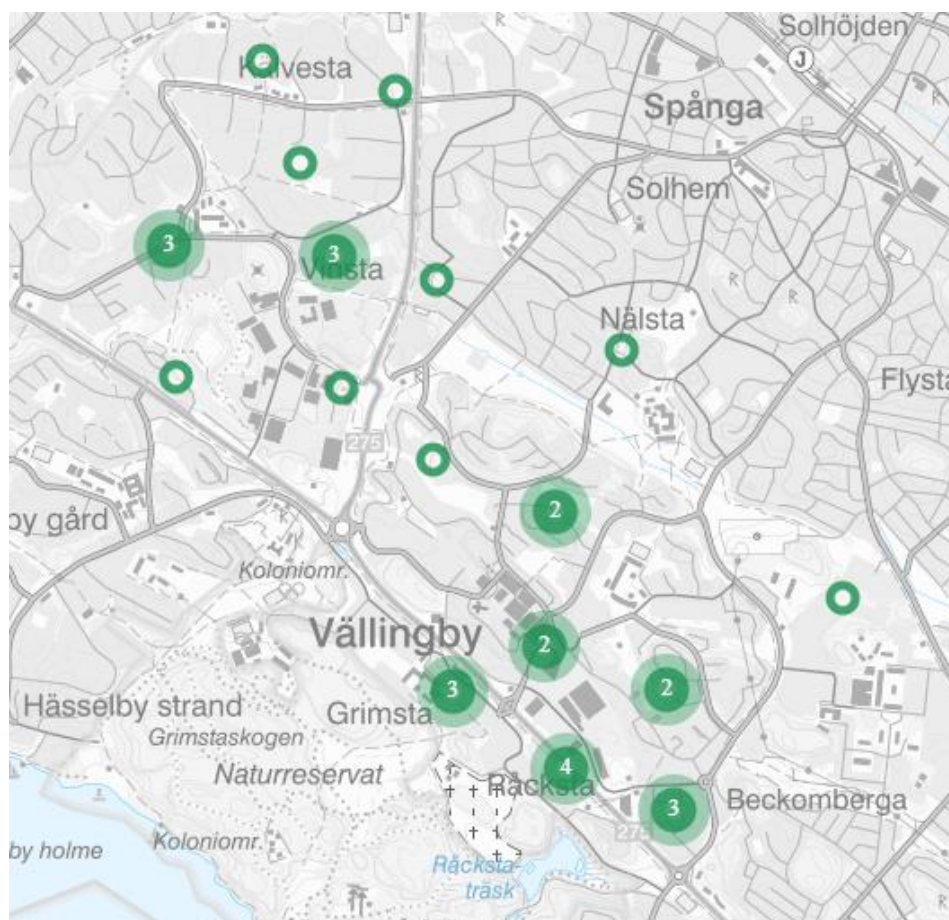 Solhöjden
J
Kälvesta
Spånga
Solhem
3
3
Vinsta
Nälsta
Flysta
275
2
by gård
Koloniomr.
Vällingby
2
3
2
Hässelby strand
Grimsta
Grimstaskogen
Naturreservat
4
Råcksta
3
Beckomberga
275
Koloniomr.
by holme
Råcksta-
träsk